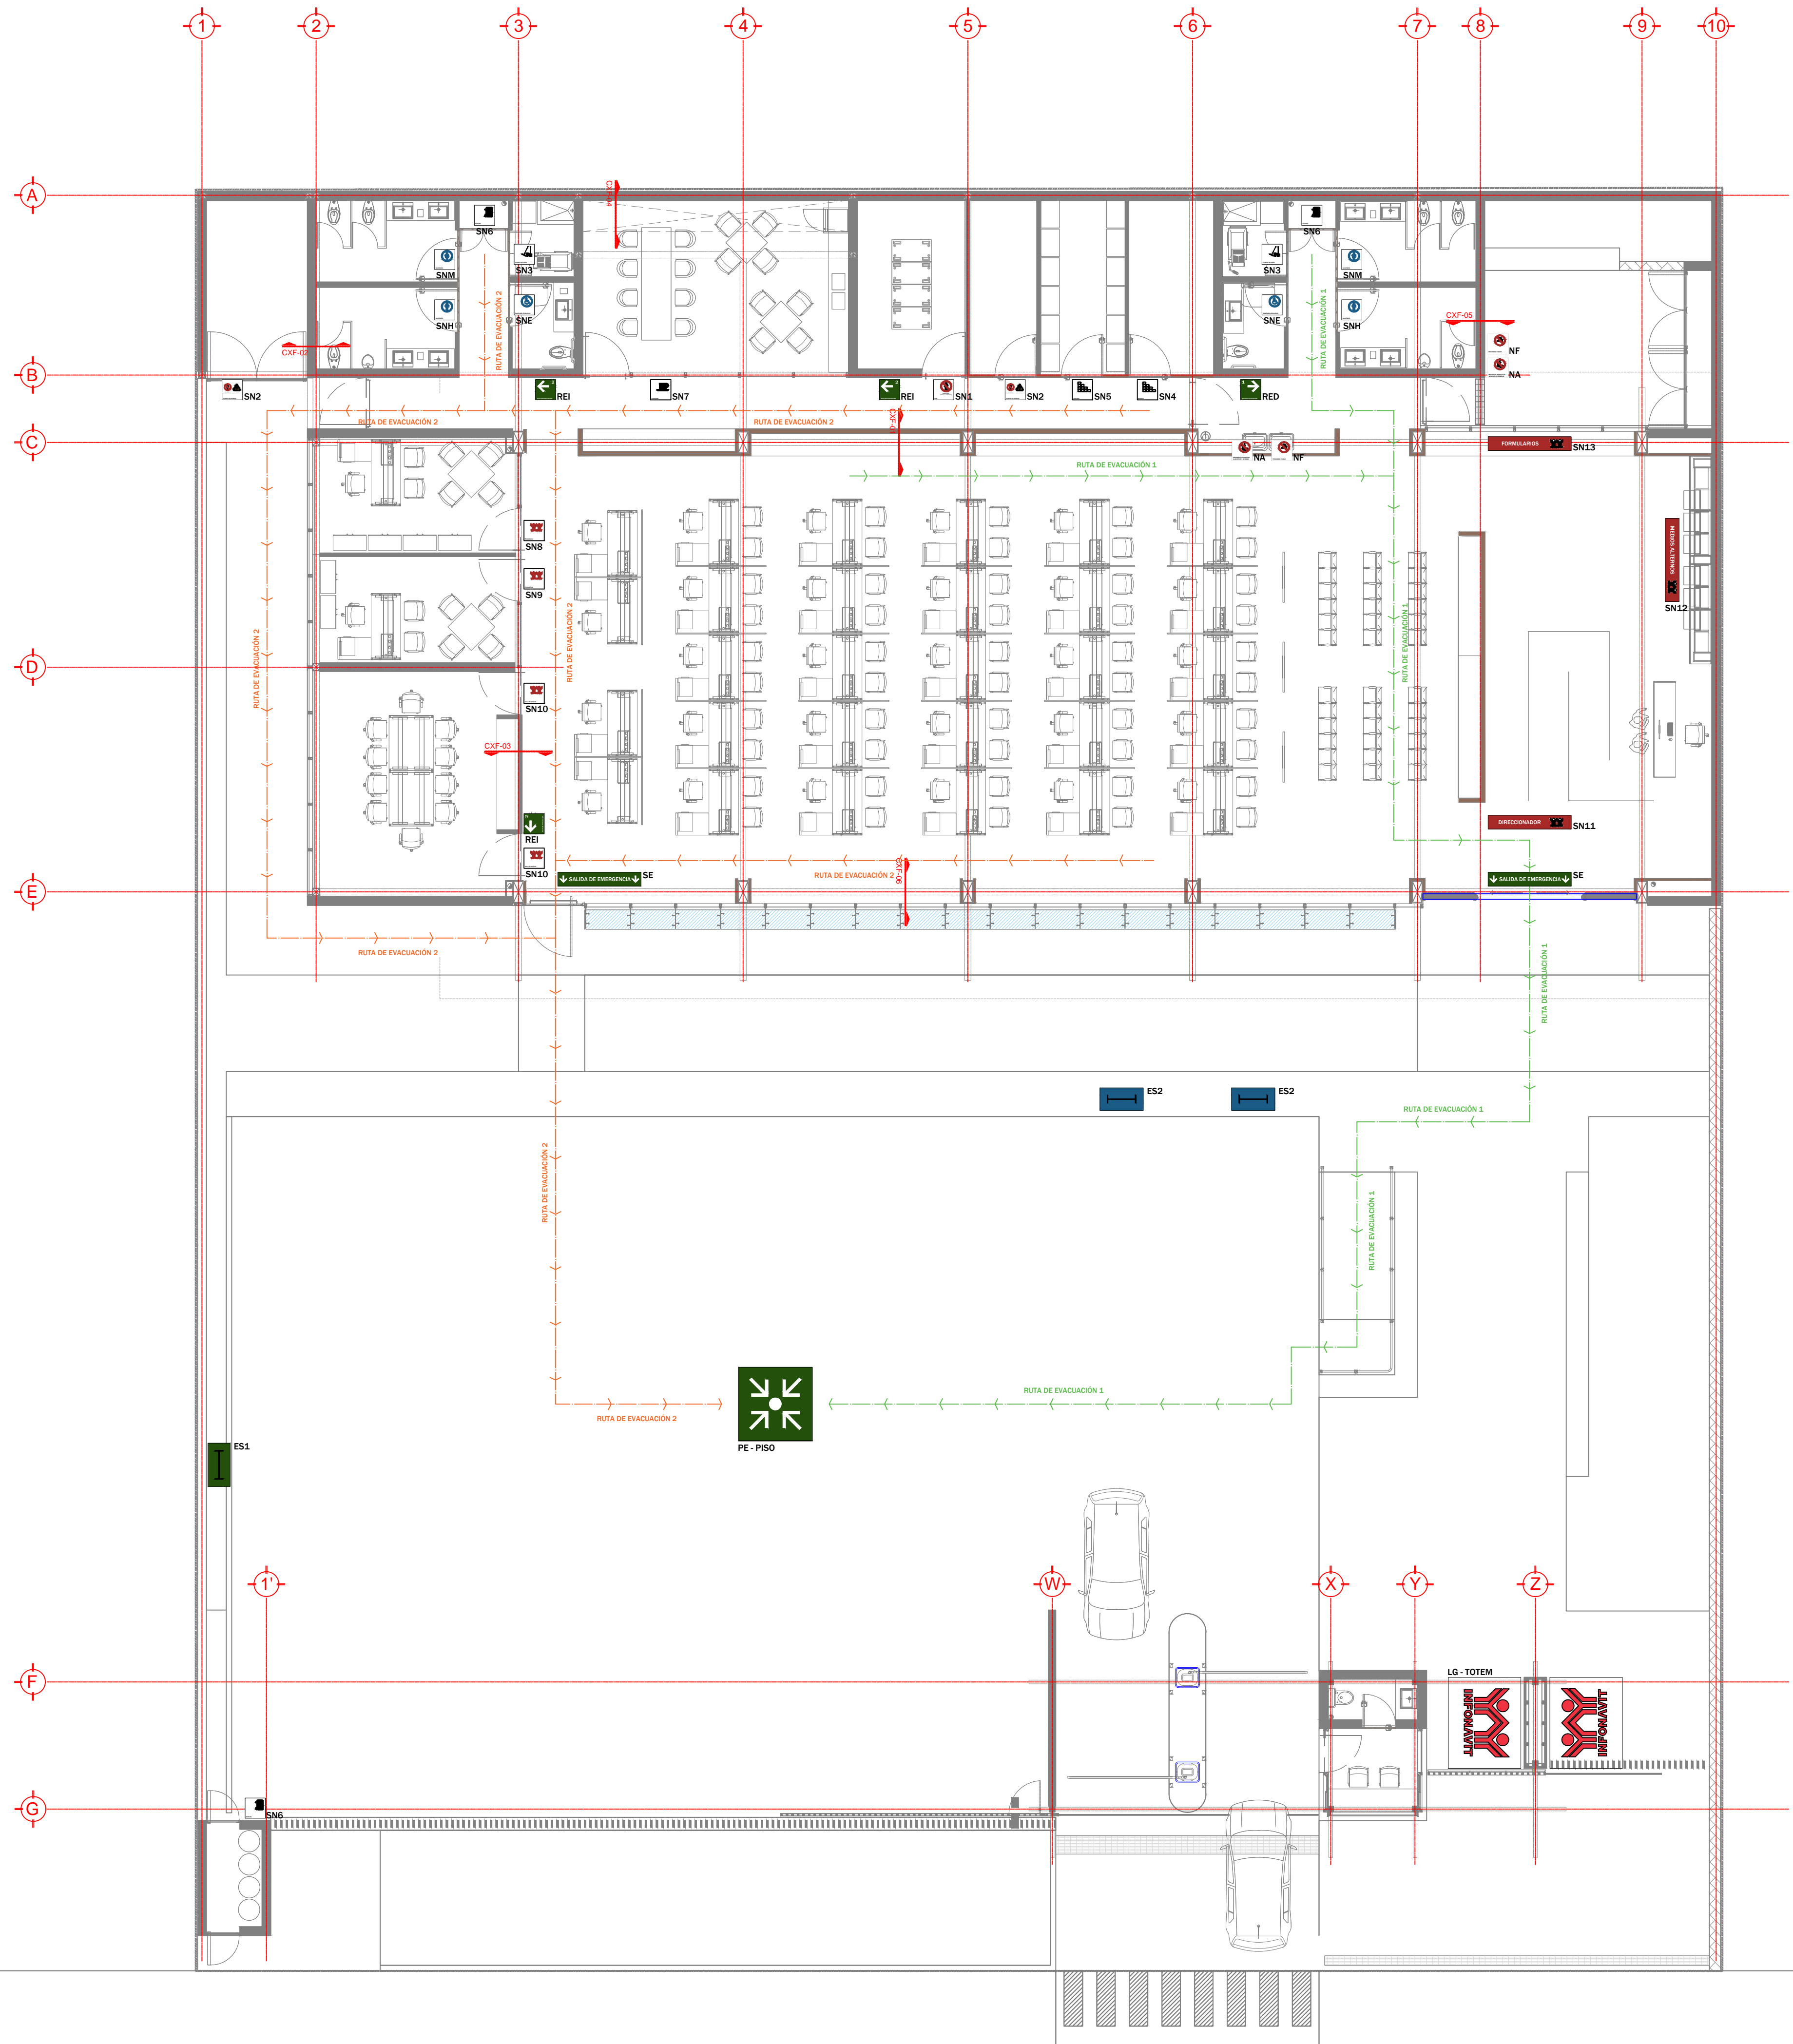 1
2
3
4
5
6
7
8
9
10
A
CXF-04
SN6
SN6
SNM
SN3
SN3
SNM
SNH
SNE
SNE
SNH
RUTA DE EVACUACIÓN 2
RUTA DE EVACUACIÓN 1
CXF-05
CXF-02
NF
NA
B
SN2
REI
SN7
REI
SN1
SN2
SN5
SN4
RED
RUTA DE EVACUACIÓN 2
RUTA DE EVACUACIÓN 2
C
FORMULARIOS
SN13
NA
NF
RUTA DE EVACUACIÓN 1
SN8
SN9
MEDIOS ALTERNOS
SN12
RUTA DE EVACUACIÓN 2
RUTA DE EVACUACIÓN 2
RUTA DE EVACUACIÓN 1
D
SN10
CXF-03
REI
DIRECCIONADOR
SN11
SN10
CXF-06
SALIDA DE EMERGENCIA
SE
RUTA DE EVACUACIÓN 2
SALIDA DE EMERGENCIA
SE
E
RUTA DE EVACUACIÓN 2
RUTA DE EVACUACIÓN 1
ES2
ES2
RUTA DE EVACUACIÓN 1
RUTA DE EVACUACIÓN 2
RUTA DE EVACUACIÓN 1
RUTA DE EVACUACIÓN 1
RUTA DE EVACUACIÓN 2
PE - PISO
ES1
1'
W
X
Y
Z
F
LG - TOTEM
INFONAVIT
INFONAVIT
G
SN6